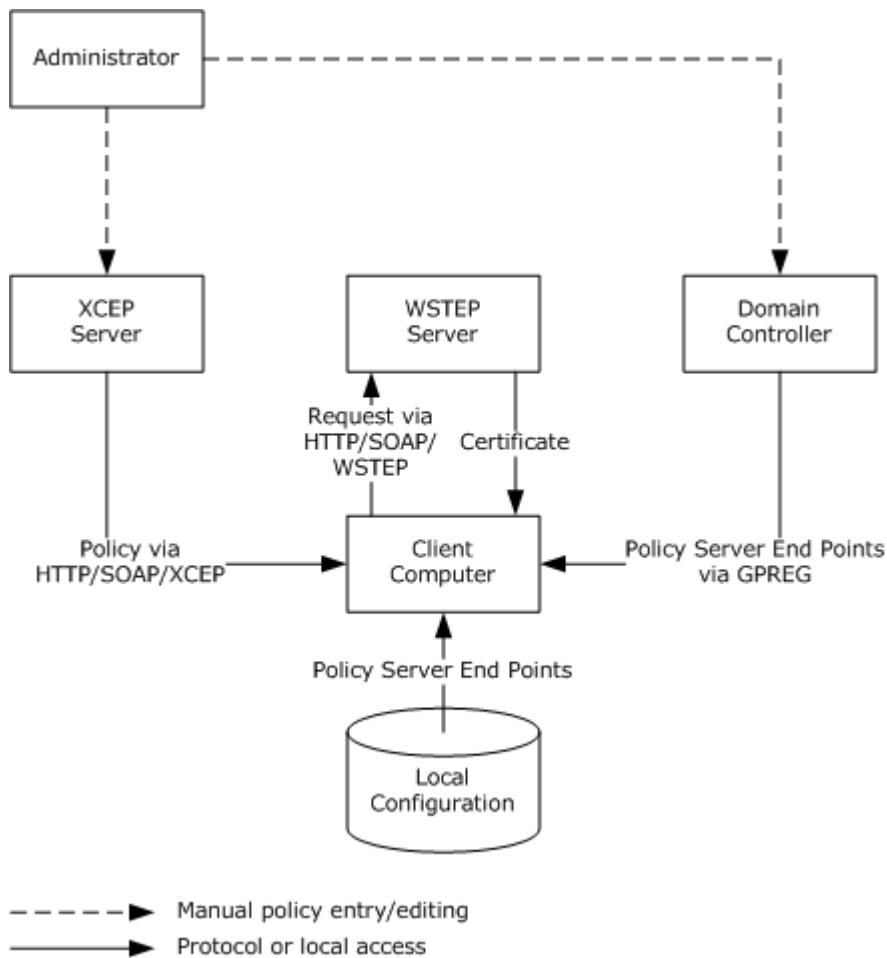 Administrator
XCEP
Server
WSTEP
Server
Domain
Controller
Request via
HTTP/SOAP/
WSTEP
Certificate
Policy via
HTTP/SOAP/XCEP
Client
Computer
Policy Server End Points
via GPREG
Policy Server End Points
Local
Configuration
Manual policy entry/editing
Protocol or local access